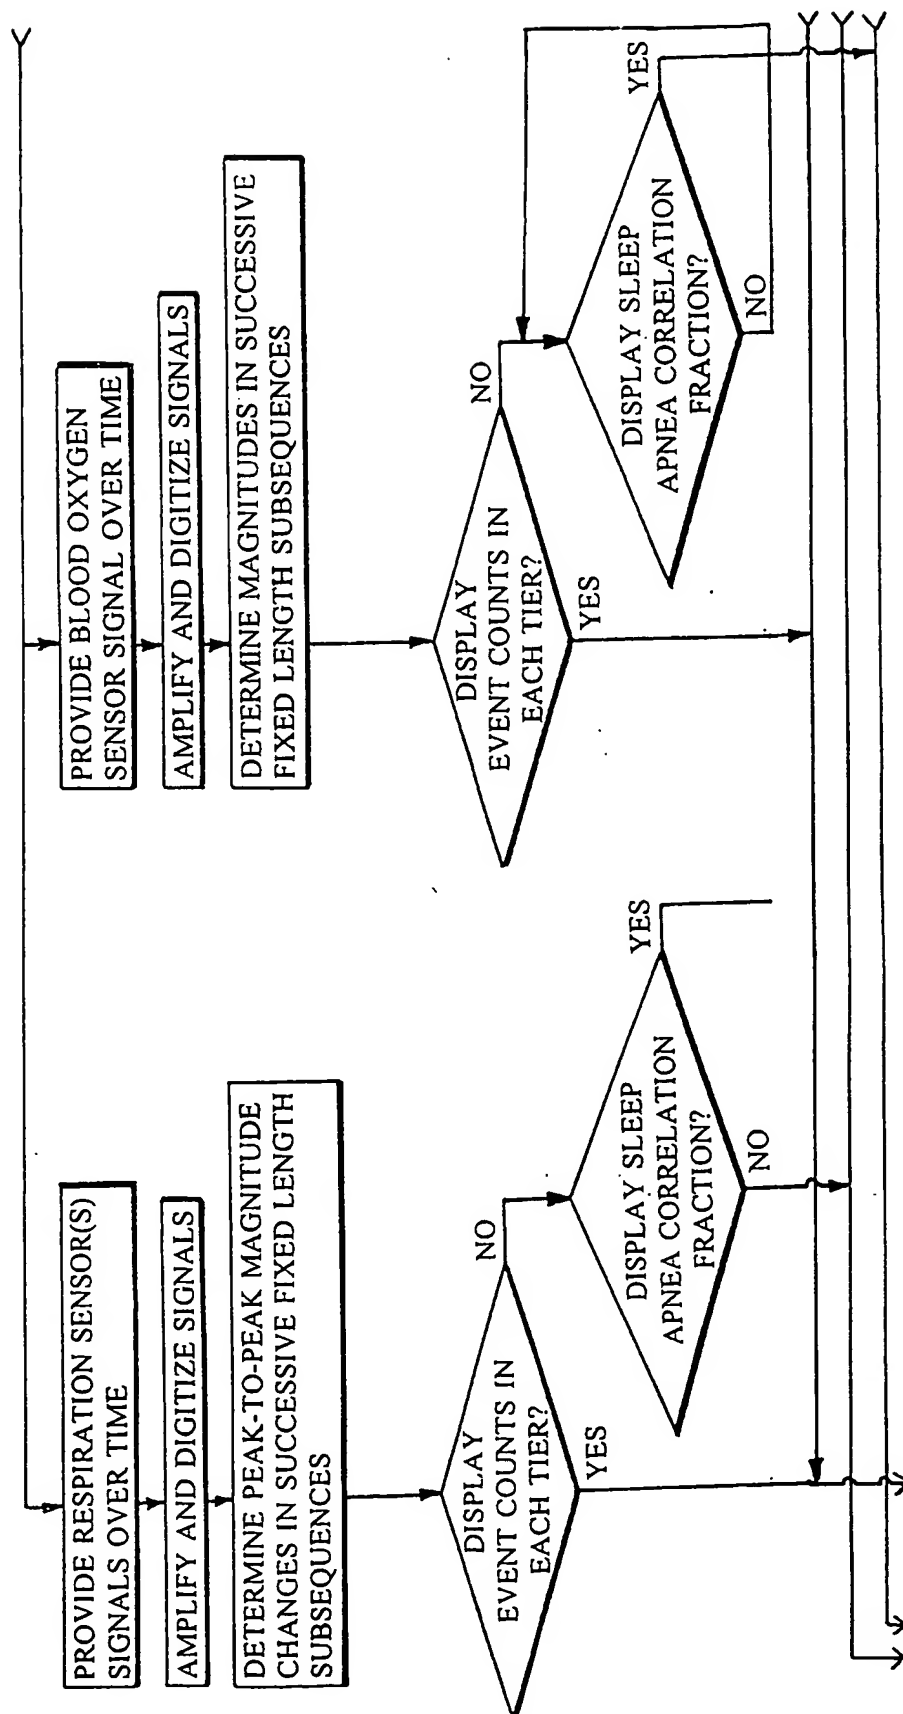 PROVIDE RESPIRATION SENSOR(S)
SIGNALS OVER TIME
AMPLIFY AND DIGITIZE SIGNALS
DETERMINE PEAK-TO-PEAK MAGNITUDE
CHANGES IN SUCCESSIVE FIXED LENGTH
SUBSEQUENCES
DISPLAY
EVENT COUNTS IN
EACH TIER?
NO
YES
DISPLAY SLEEP
APNEA CORRELATION
FRACTION?
YES
NO
PROVIDE BLOOD OXYGEN
SENSOR SIGNAL OVER TIME
AMPLIFY AND DIGITIZE SIGNALS
DETERMINE MAGNITUDES IN SUCCESSIVE
FIXED LENGTH SUBSEQUENCES
DISPLAY
EVENT COUNTS IN
EACH TIER?
NO
YES
DISPLAY SLEEP
APNEA CORRELATION
FRACTION?
YES
NO